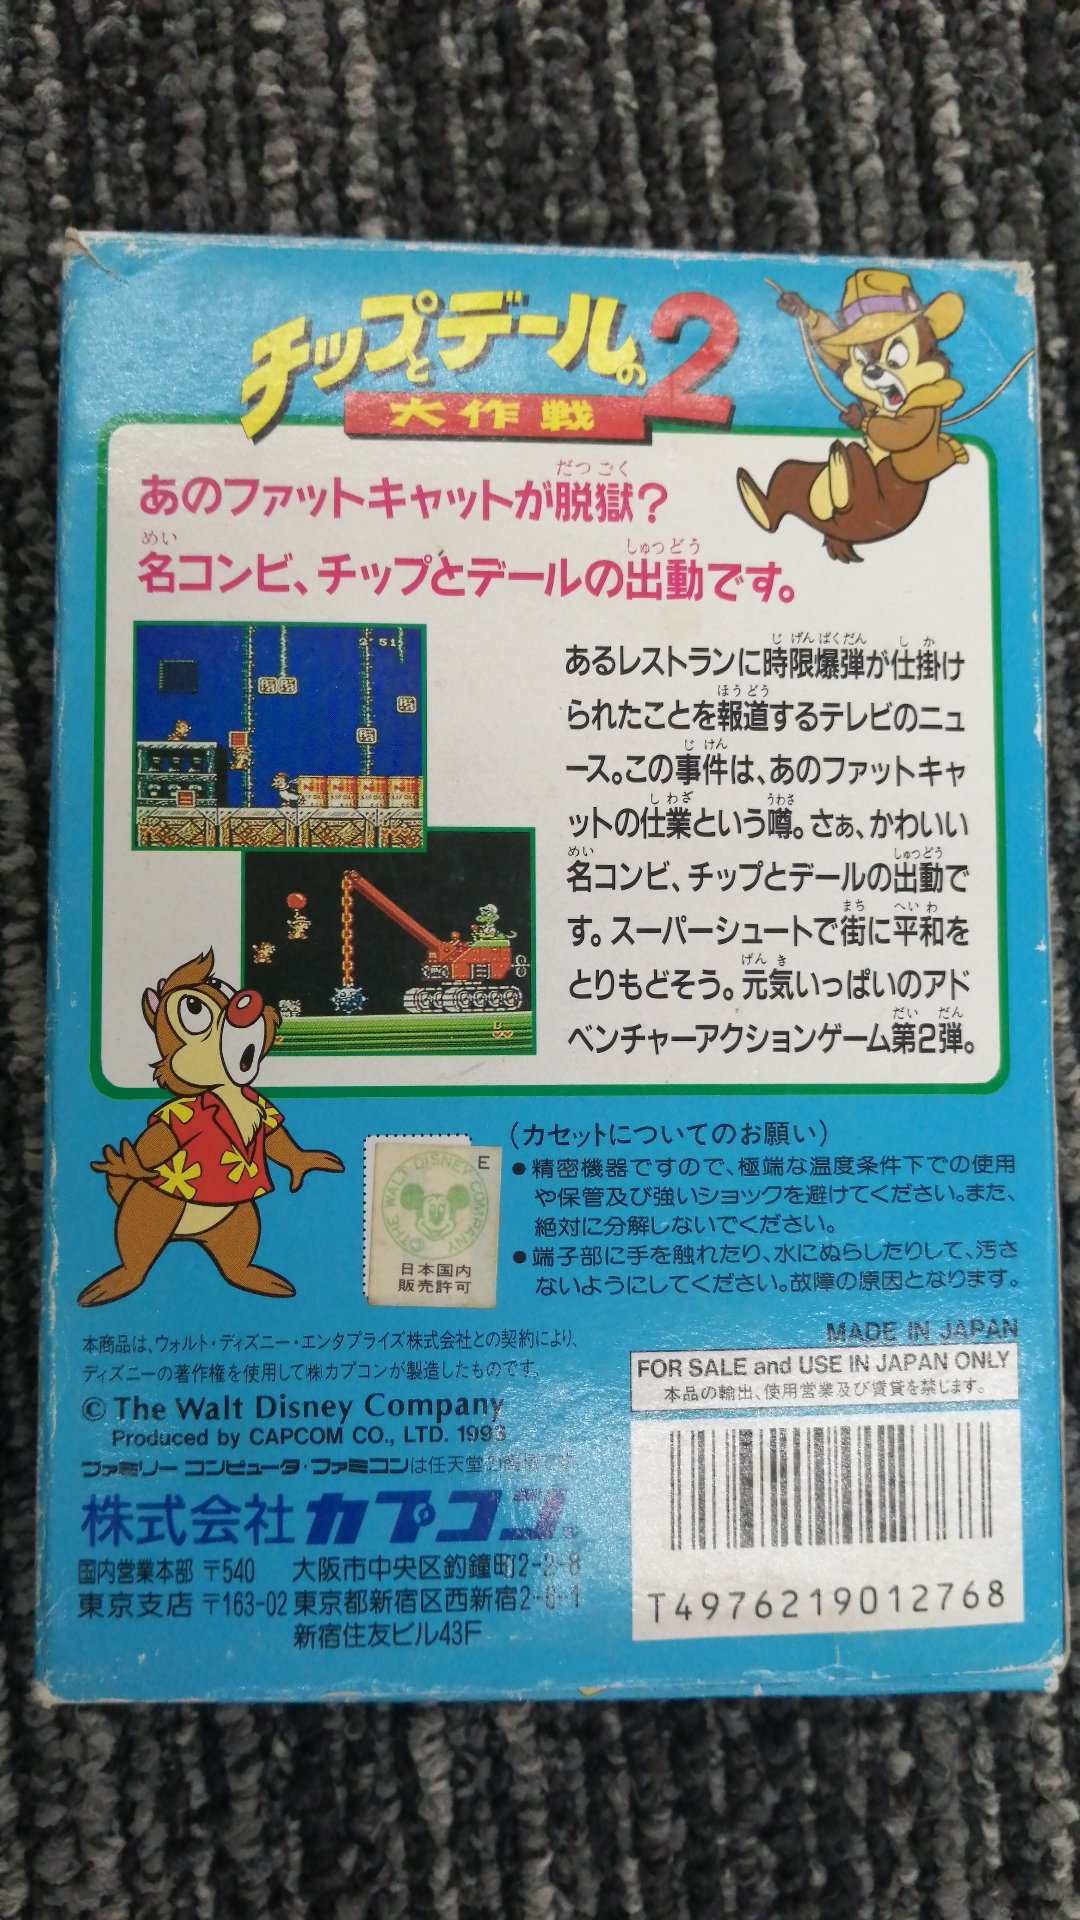 チップとデールの
大作戦2
あのファットキャットが脱獄?
名コンビ、チップとデールの出動です。
2'51
あるレストランに時限爆弾が仕掛け
られたことを報道するテレビのニュ
ース。この事件は、あのファットキャ
ットの仕業という噂。さぁ、かわいい
名コンビ、チップとデールの出動で
す。スーパーシュートで街に平和を
とりもどそう。元気いっぱいのアド
ベンチャーアクションゲーム第2弾。
(カセットについてのお願い)
●精密機器ですので、極端な温度条件下での使用
や保管及び強いショックを避けてください。また、
絶対に分解しないでください。
●端子部に手を触れたり、水にぬらしたりして、汚さ
ないようにしてください。故障の原因となります。
E
©THE WALT DISNEY COMPANY
日本国内
販売許可
本商品は、ウォルト・ディズニー・エンタプライズ株式会社との契約により、
ディズニーの著作権を使用して㈱カプコンが製造したものです。
© The Walt Disney Company
Produced by CAPCOM CO., LTD. 1993
ファミリーコンピュータ・ファミコンは任天堂の商標です。
株式会社カプコン
国内営業本部 〒540 大阪市中央区釣鐘町2-2-8
東京支店 〒163-02 東京都新宿区西新宿2-6-1
新宿住友ビル43F
MADE IN JAPAN
FOR SALE and USE IN JAPAN ONLY
本品の輸出、使用営業及び賃貸を禁じます。
T4976219012768